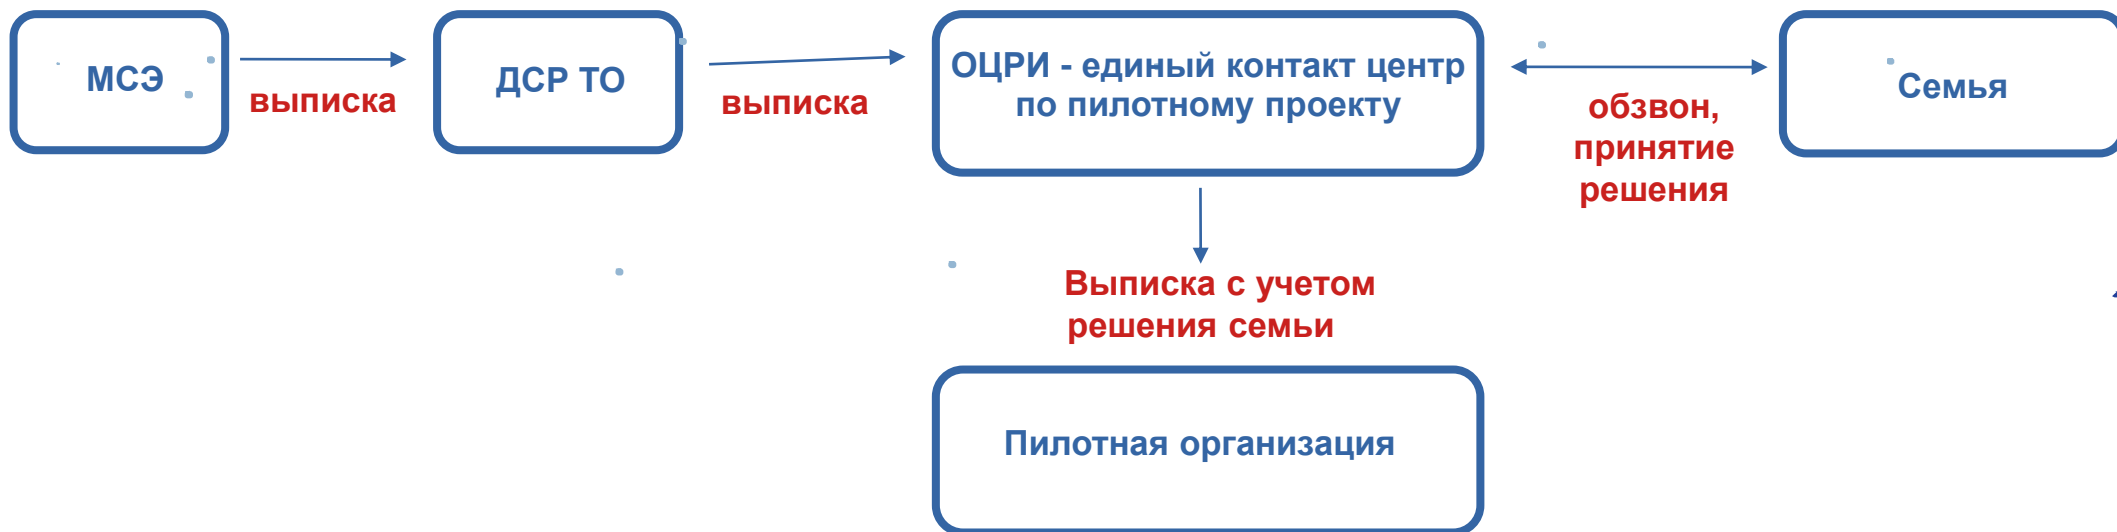 МСЭ
выписка
ДСР ТО
выписка
ОЦРИ - единый контакт центр
по пилотному проекту
обзвон,
принятие
решения
Семья
Выписка с учетом
решения семьи
Пилотная организация